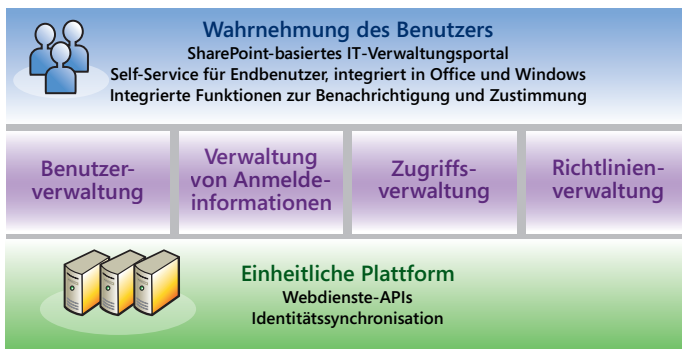 Wahrnehmung des Benutzers
SharePoint-basiertes IT-Verwaltungsportal
Self-Service für Endbenutzer, integriert in Office und Windows
Integrierte Funktionen zur Benachrichtigung und Zustimmung
Benutzer-
verwaltung
Verwaltung
von Anmelde-
informationen
Zugriffs-
verwaltung
Richtlinien-
verwaltung
Einheitliche Plattform
Webdienste-APIs
Identitätssynchronisation